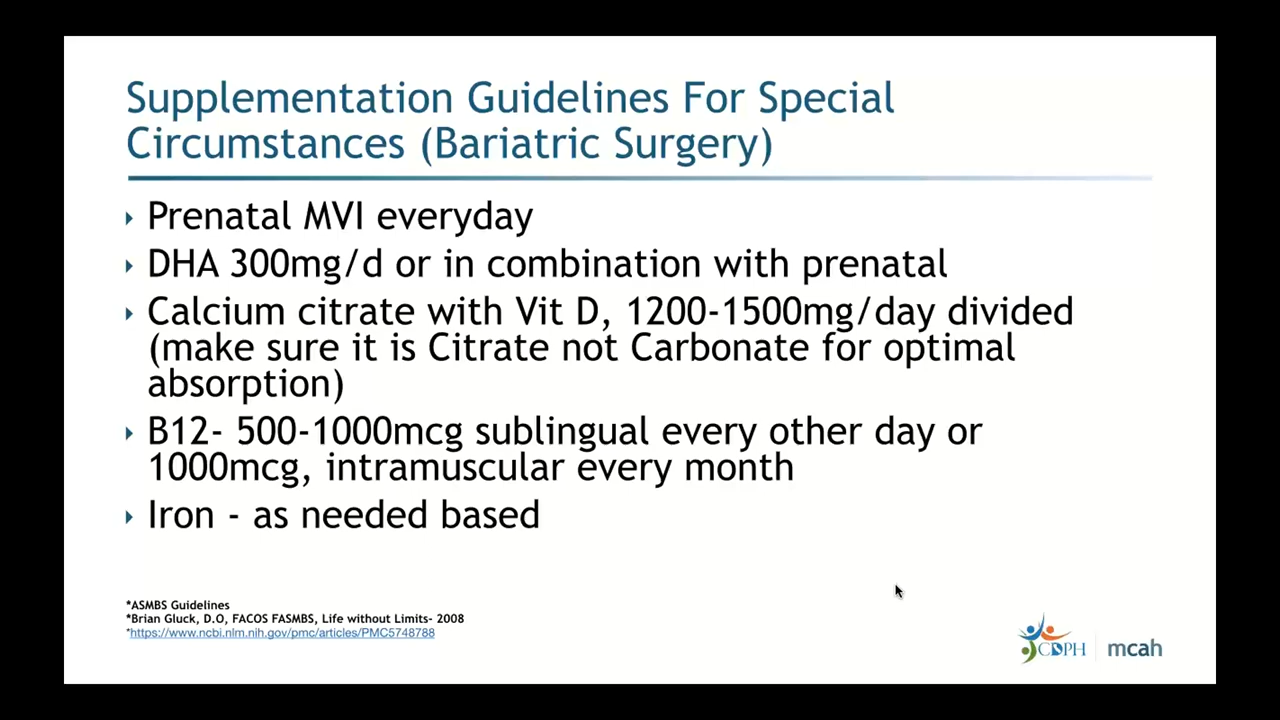 Supplementation Guidelines For Special
Circumstances (Bariatric Surgery)
Prenatal MVI everyday
DHA 300mg/d or in combination with prenatal
Calcium citrate with Vit D, 1200-1500mg/day divided
(make sure it is Citrate not Carbonate for optimal
absorption)
B12- 500-1000mcg sublingual every other day or
1000mcg, intramuscular every month
Iron - as needed based
*ASMBS Guidelines
*Brian Gluck, D.O, FACOS FASMBS, Life without Limits- 2008
*https://www.ncbi.nlm.nih.gov/pmc/articles/PMC5748788
CDPH mcah